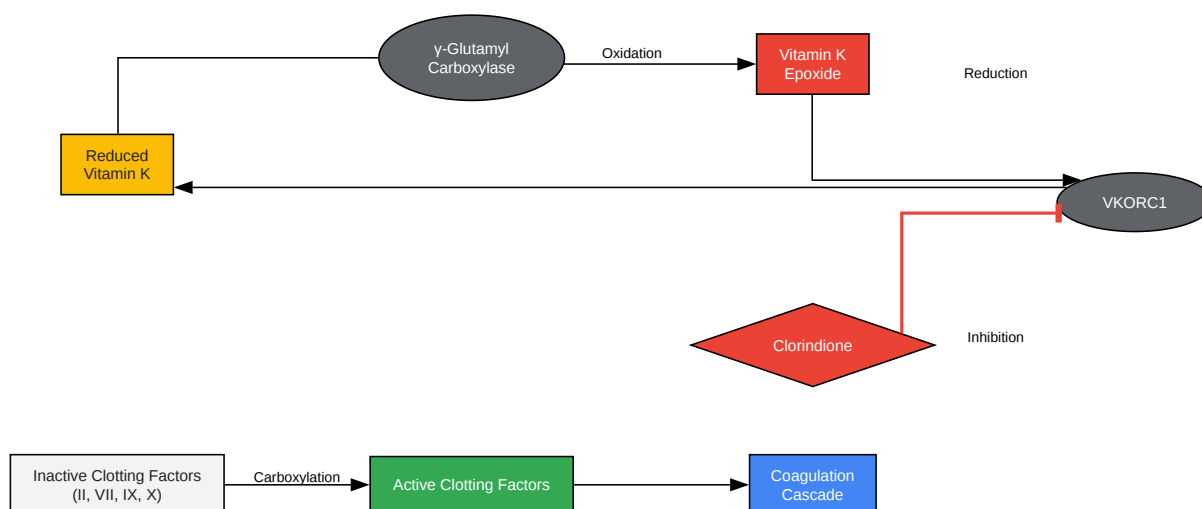 γ-Glutamyl
Carboxylase
Oxidation
Vitamin K
Epoxide
Reduction
Reduced
Vitamin K
VKORC1
Clorindione
Inhibition
Inactive Clotting Factors
(II, VII, IX, X)
Carboxylation
Active Clotting Factors
Coagulation
Cascade